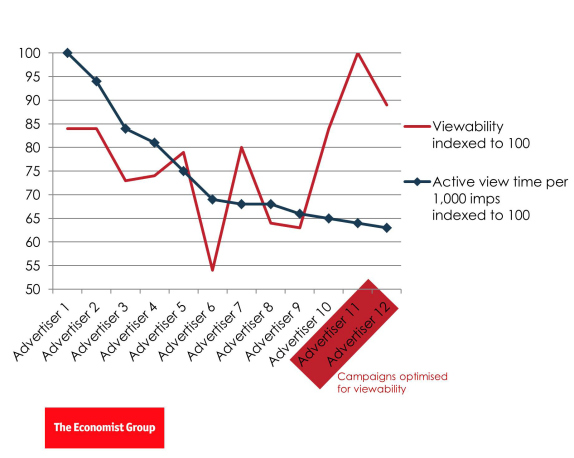 100
95
90
85
80
75
70
65
60
55
50
Viewability
indexed to 100
Active view time per
1,000 imps
indexed to 100
Advertiser 1
Advertiser 2
Advertiser 3
Advertiser 4
Advertiser 5
Advertiser 6
Advertiser 7
Advertiser 8
Advertiser 9
Advertiser 10
Advertiser 11
Advertiser 12
Campaigns optimised
for viewability
The Economist Group